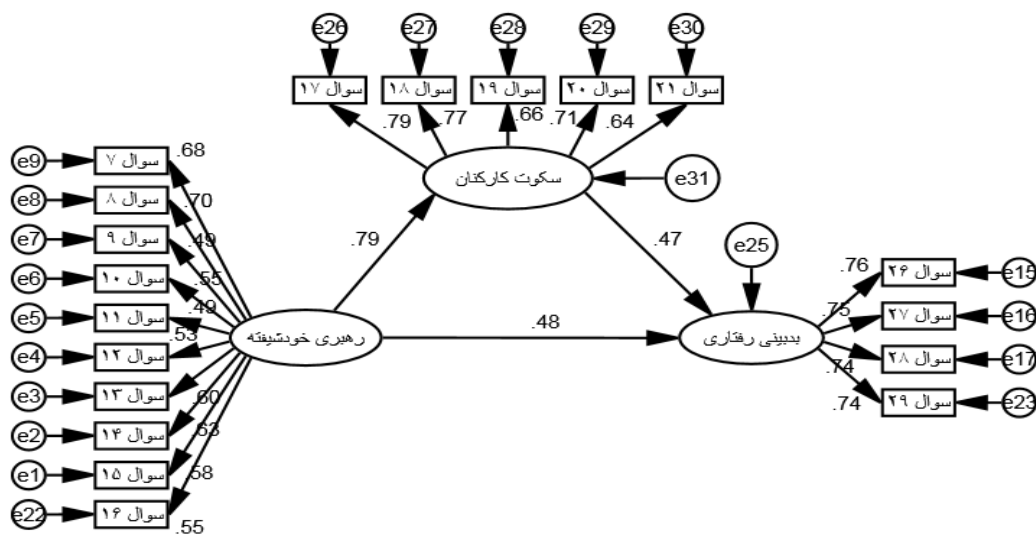 e26
e27
e28
e29
e30
سوال ۱۷
سوال ۱۸
سوال ۱۹
سوال ۲۰
سوال ۲۱
.79
.77
.66
.71
.64
سکوت کارکنان
e31
e9
سوال ۷
.68
e8
سوال ۸
.70
e7
سوال ۹
.49
e6
سوال ۱۰
.55
e5
سوال ۱۱
.49
e4
سوال ۱۲
.53
e3
سوال ۱۳
.60
e2
سوال ۱۴
.63
e1
سوال ۱۵
.58
e22
سوال ۱۶
.55
رهبری خودشیفته
.79
.47
.48
e25
بدبینی رفتاری
.76
سوال ۲۶
e15
.75
سوال ۲۷
e16
.74
سوال ۲۸
e17
.74
سوال ۲۹
e23